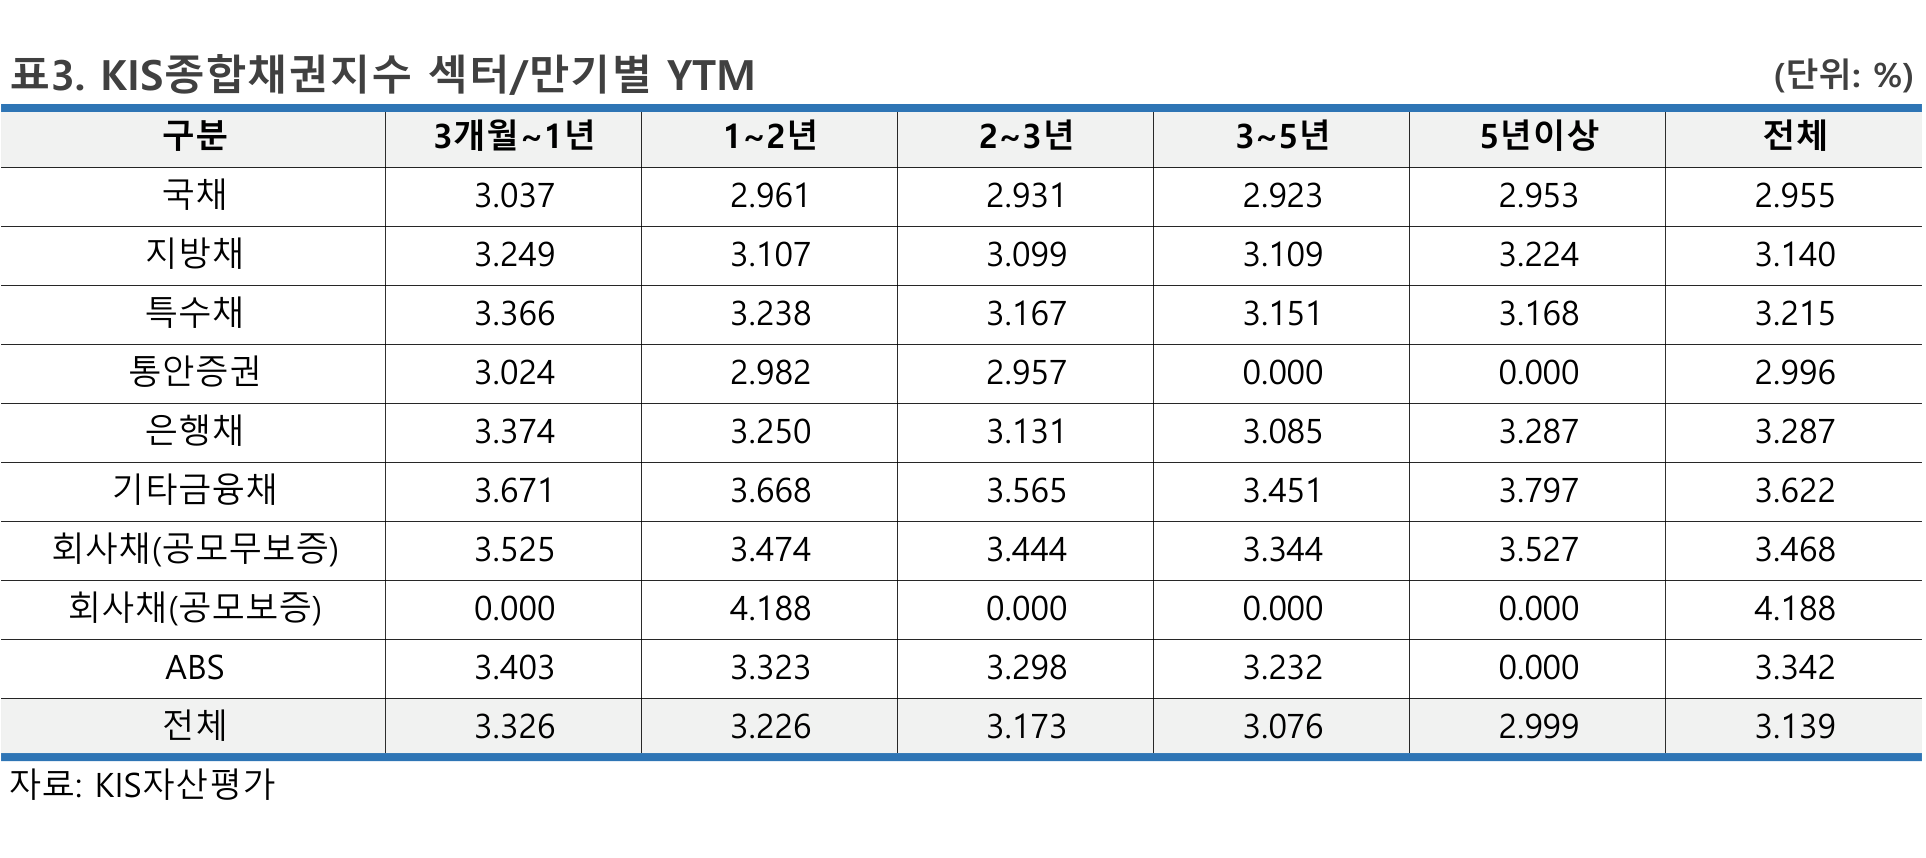 표3. KIS종합채권지수 섹터/만기별 YTM (단위: %)
구분 3개월~1년 1~2년 2~3년 3~5년 5년이상 전체
국채 3.037 2.961 2.931 2.923 2.953 2.955
지방채 3.249 3.107 3.099 3.109 3.224 3.140
특수채 3.366 3.238 3.167 3.151 3.168 3.215
통안증권 3.024 2.982 2.957 0.000 0.000 2.996
은행채 3.374 3.250 3.131 3.085 3.287 3.287
기타금융채 3.671 3.668 3.565 3.451 3.797 3.622
회사채(공모무보증) 3.525 3.474 3.444 3.344 3.527 3.468
회사채(공모보증) 0.000 4.188 0.000 0.000 0.000 4.188
ABS 3.403 3.323 3.298 3.232 0.000 3.342
전체 3.326 3.226 3.173 3.076 2.999 3.139
자료: KIS자산평가